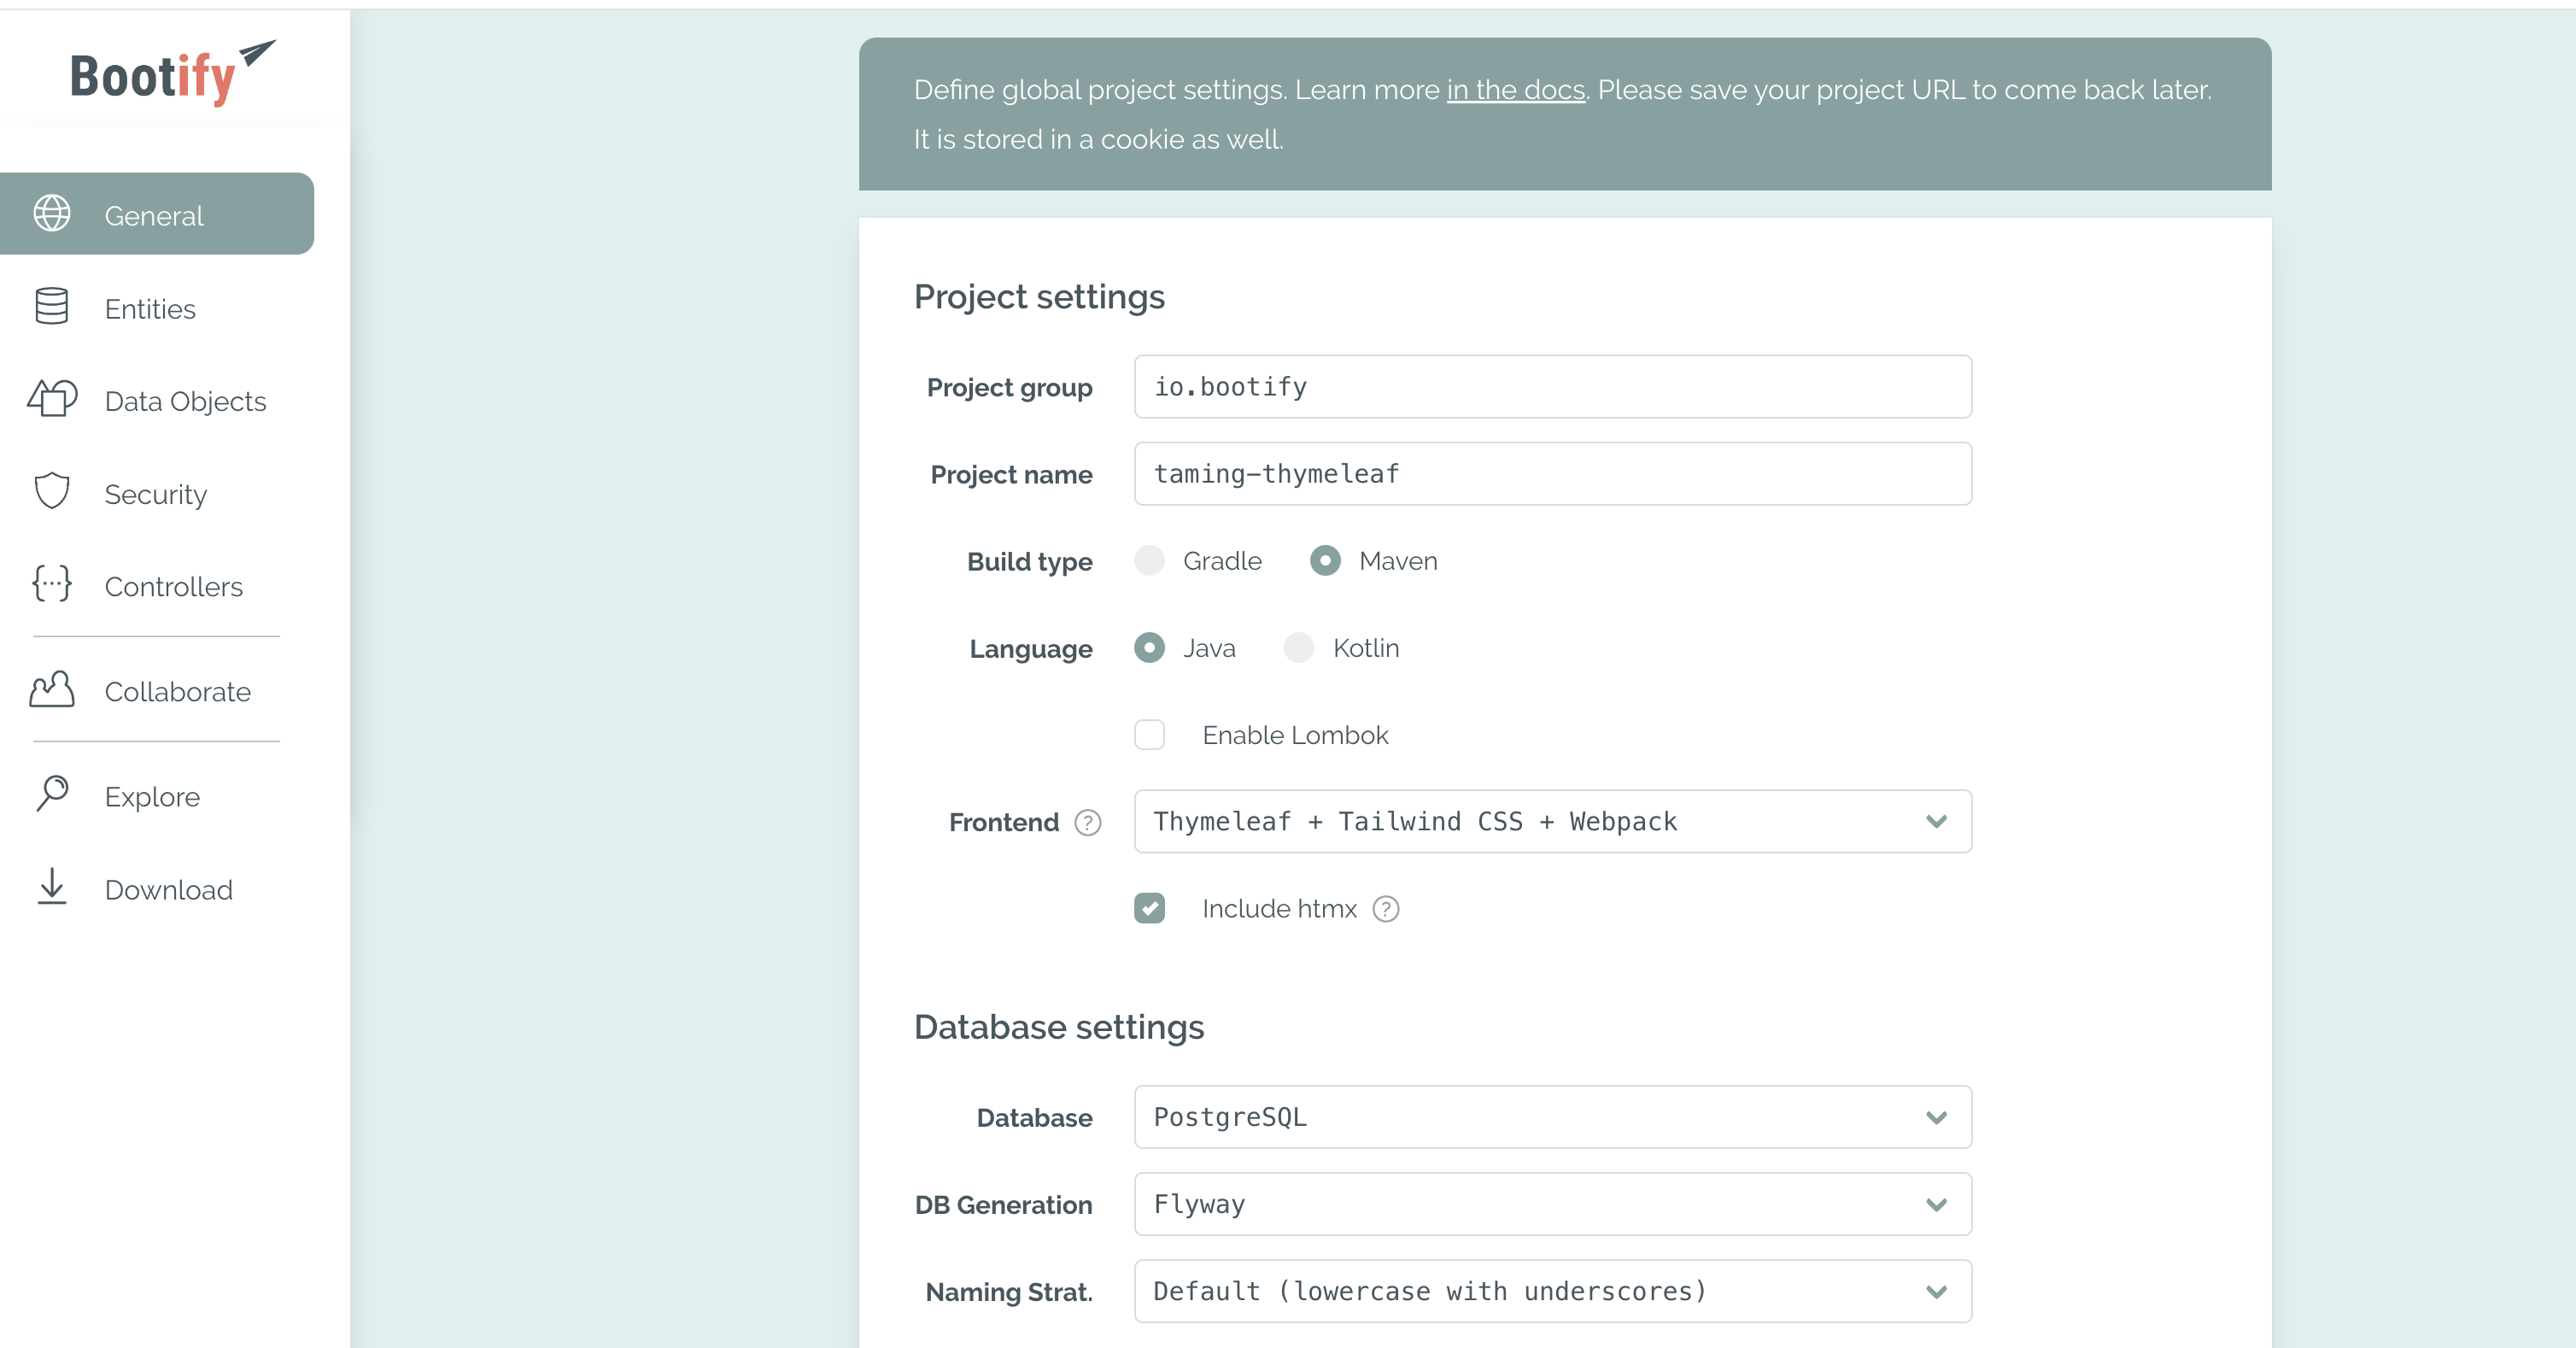 Bootify
General
Entities
Data Objects
Security
Controllers
Collaborate
Explore
Download
Define global project settings. Learn more in the docs. Please save your project URL to come back later.
It is stored in a cookie as well.
Project settings
Project group io.bootify
Project name taming-thymeleaf
Build type Gradle Maven
Language Java Kotlin
Enable Lombok
Frontend ? Thymeleaf + Tailwind CSS + Webpack
Include htmx ?
Database settings
Database PostgreSQL
DB Generation Flyway
Naming Strat. Default (lowercase with underscores)